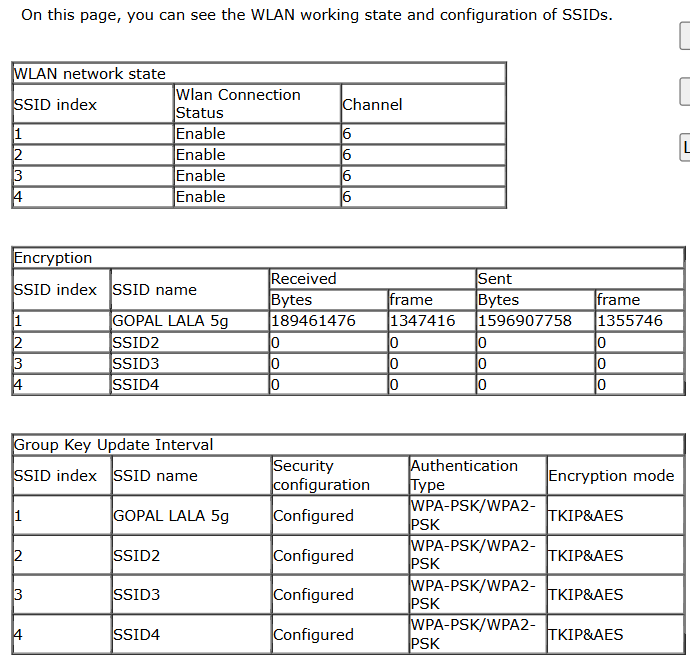 On this page, you can see the WLAN working state and configuration of SSIDs.
WLAN network state
SSID index Wlan Connection Status Channel
1 Enable 6
2 Enable 6
3 Enable 6
4 Enable 6
Encryption
SSID index SSID name Received Sent
Bytes frame Bytes frame
1 GOPAL LALA 5g 189461476 1347416 1596907758 1355746
2 SSID2 0 0 0 0
3 SSID3 0 0 0 0
4 SSID4 0 0 0 0
Group Key Update Interval
SSID index SSID name Security configuration Authentication Type Encryption mode
1 GOPAL LALA 5g Configured WPA-PSK/WPA2-PSK TKIP&AES
2 SSID2 Configured WPA-PSK/WPA2-PSK TKIP&AES
3 SSID3 Configured WPA-PSK/WPA2-PSK TKIP&AES
4 SSID4 Configured WPA-PSK/WPA2-PSK TKIP&AES